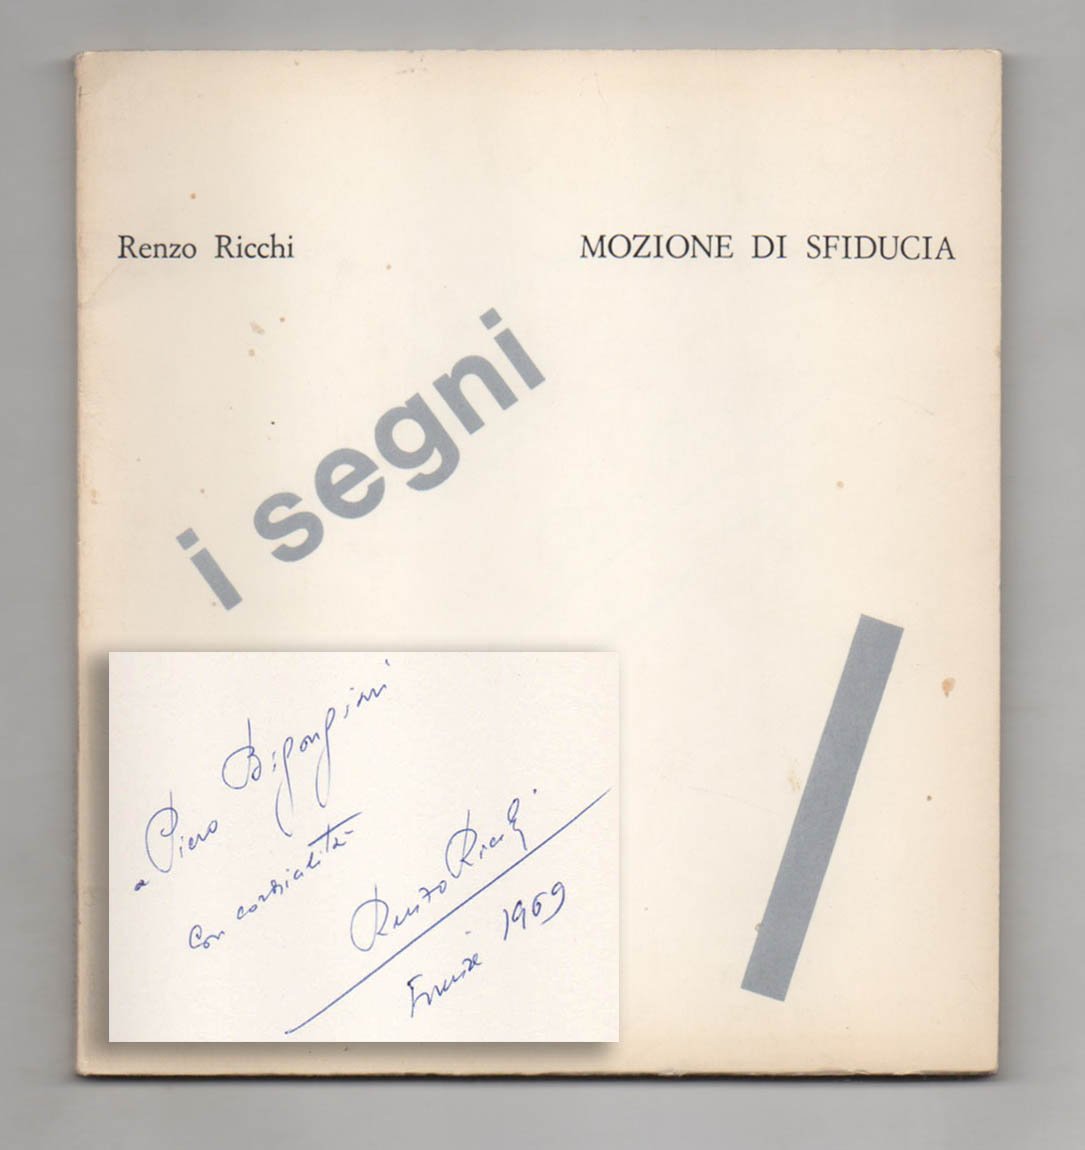 Renzo Ricchi
MOZIONE DI SFIDUCIA
i segni
a Piero Bigongiari
con cordialità
Renzo Ricchi
Firenze 1969